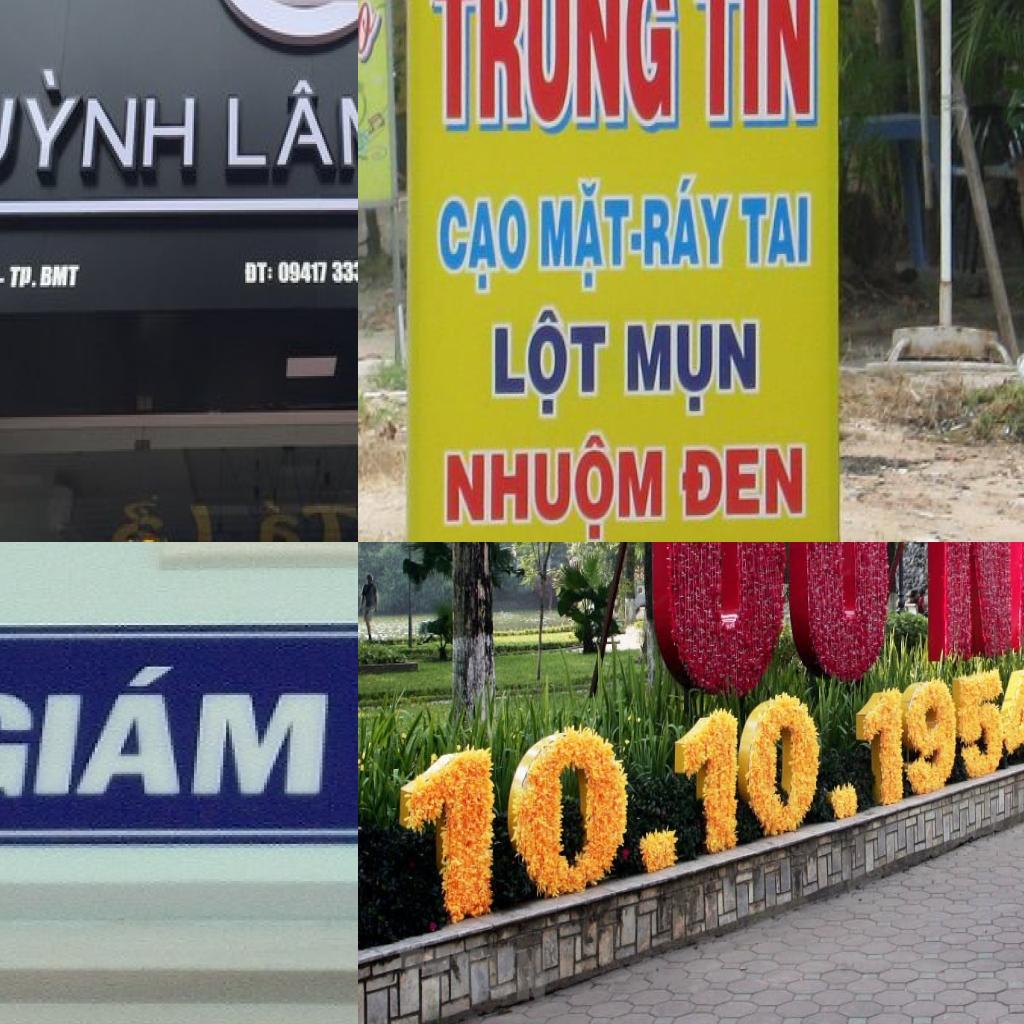 UỲNH LÂM
- TP. BMT
ĐT: 09417 333
TRUNG TIN
CẠO MẶT-RÁY TAI
LỘT MỤN
NHUỘM ĐEN
GIÁM
10.10.1954